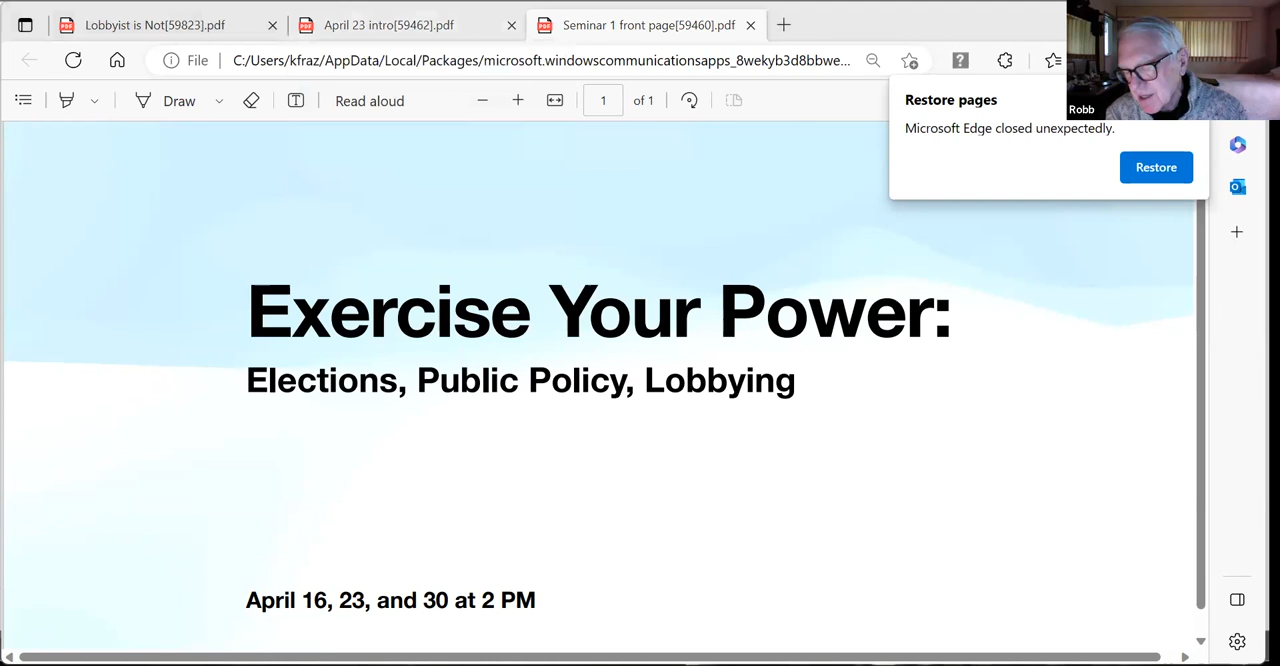 Lobbyist is Not[59823].pdf
April 23 intro[59462].pdf
Seminar 1 front page[59460].pdf
File
C:/Users/kfraz/AppData/Local/Packages/microsoft.windowscommunicationsapps_8wekyb3d8bbwe...
Draw
Read aloud
1 of 1
Robb
Restore pages
Microsoft Edge closed unexpectedly.
Restore
Exercise Your Power:
Elections, Public Policy, Lobbying
April 16, 23, and 30 at 2 PM